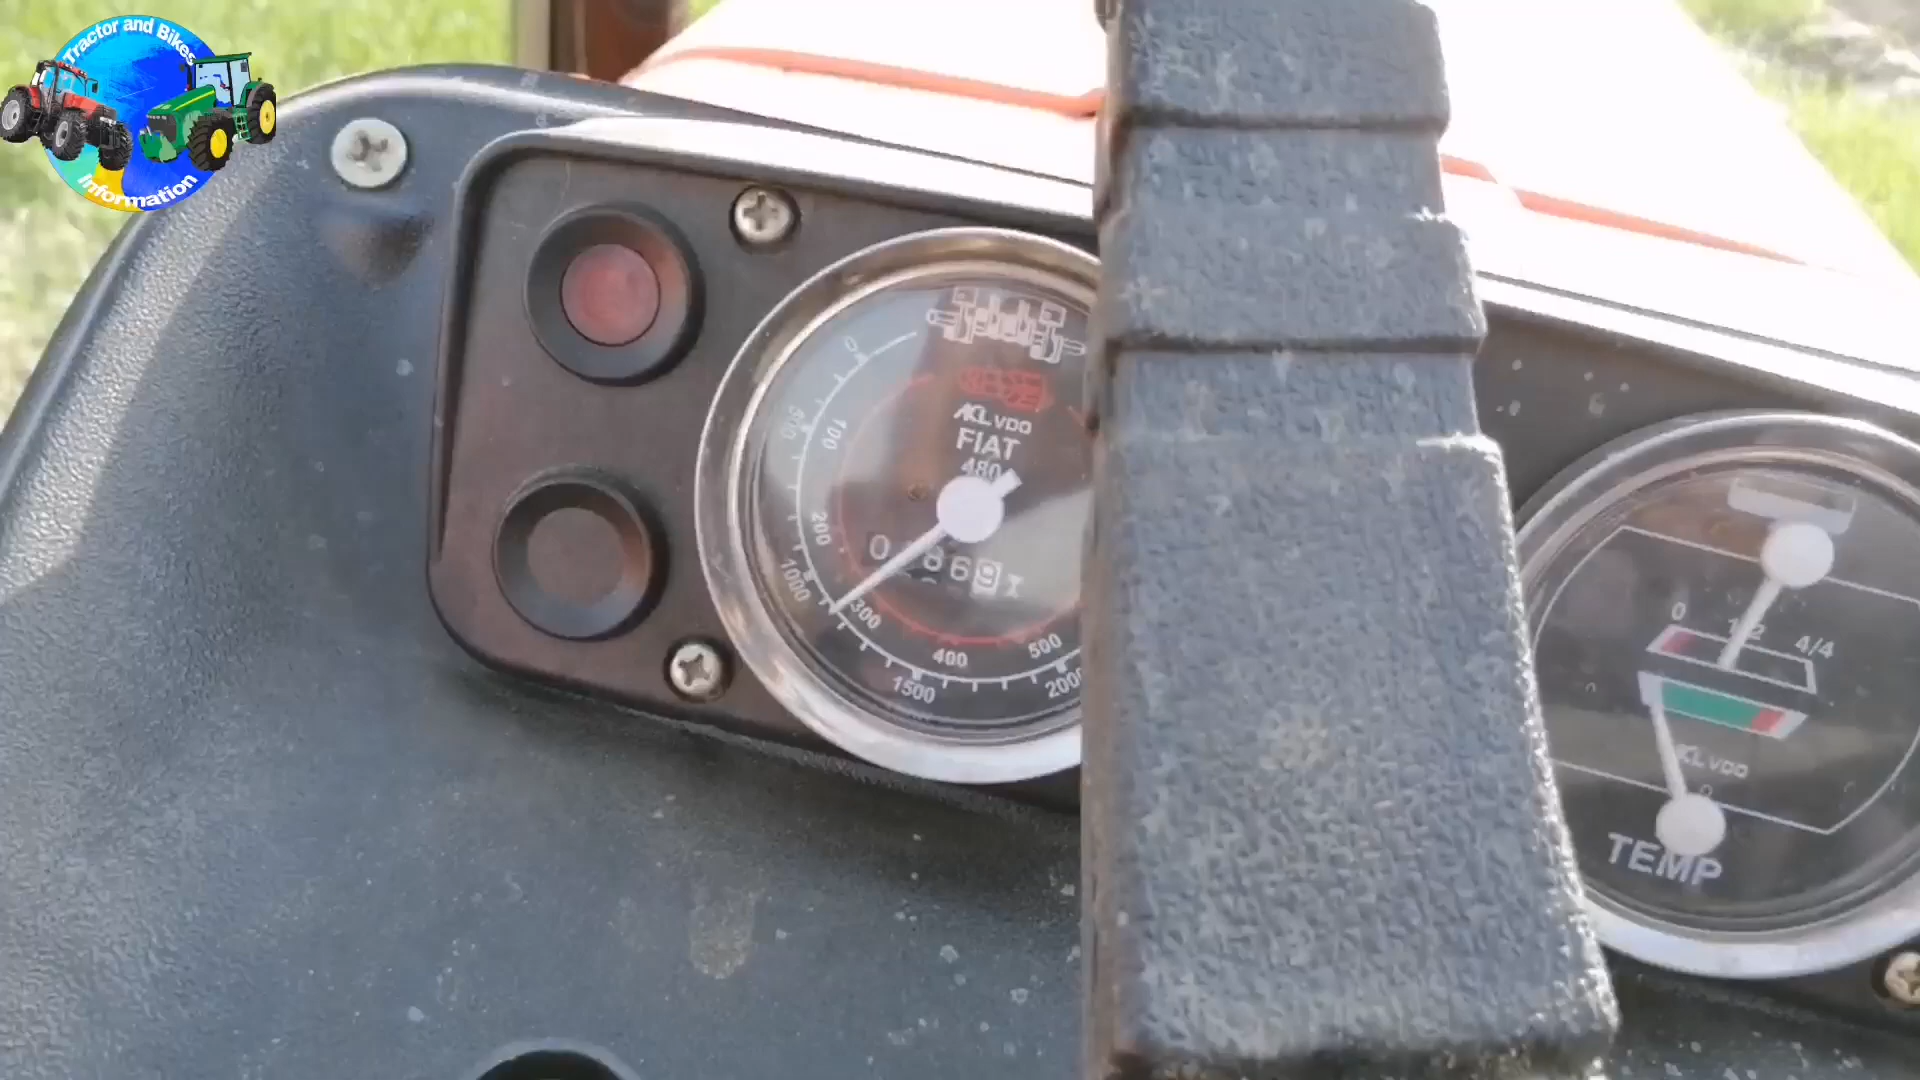 Tractor and Bikes
Information
AKL VDO
FIAT
480
0
100
200
300
400
500
0
500
1000
1500
2000
0 1/2 4/4
AKL VDO
TEMP